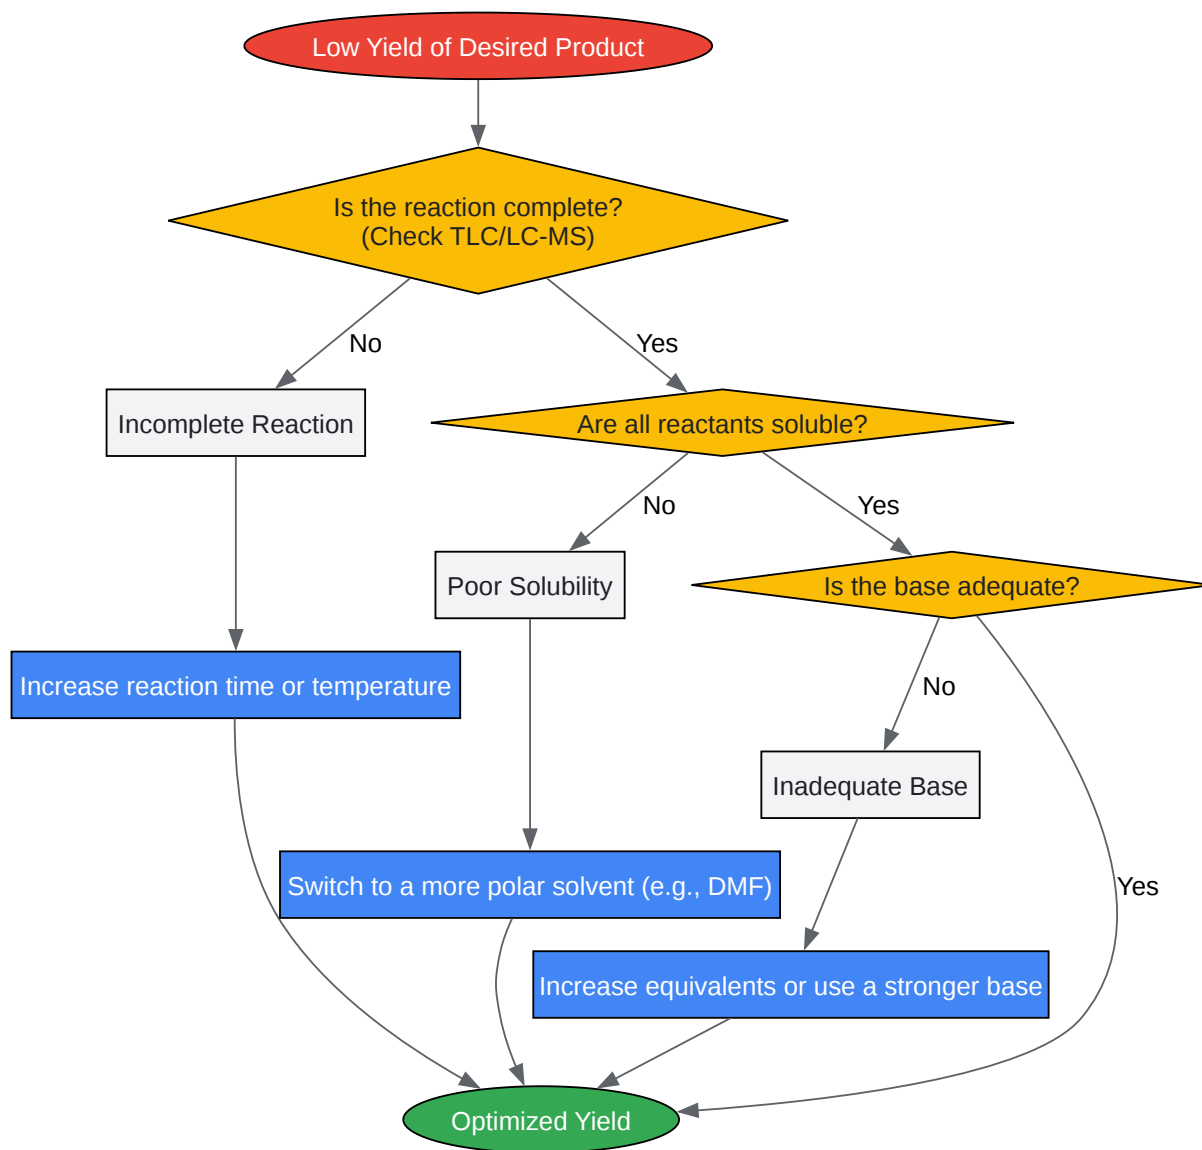 Low Yield of Desired Product
Is the reaction complete?
(Check TLC/LC-MS)
No
Yes
Incomplete Reaction
Are all reactants soluble?
No
Yes
Poor Solubility
Is the base adequate?
Increase reaction time or temperature
No
Inadequate Base
Switch to a more polar solvent (e.g., DMF)
Yes
Increase equivalents or use a stronger base
Optimized Yield